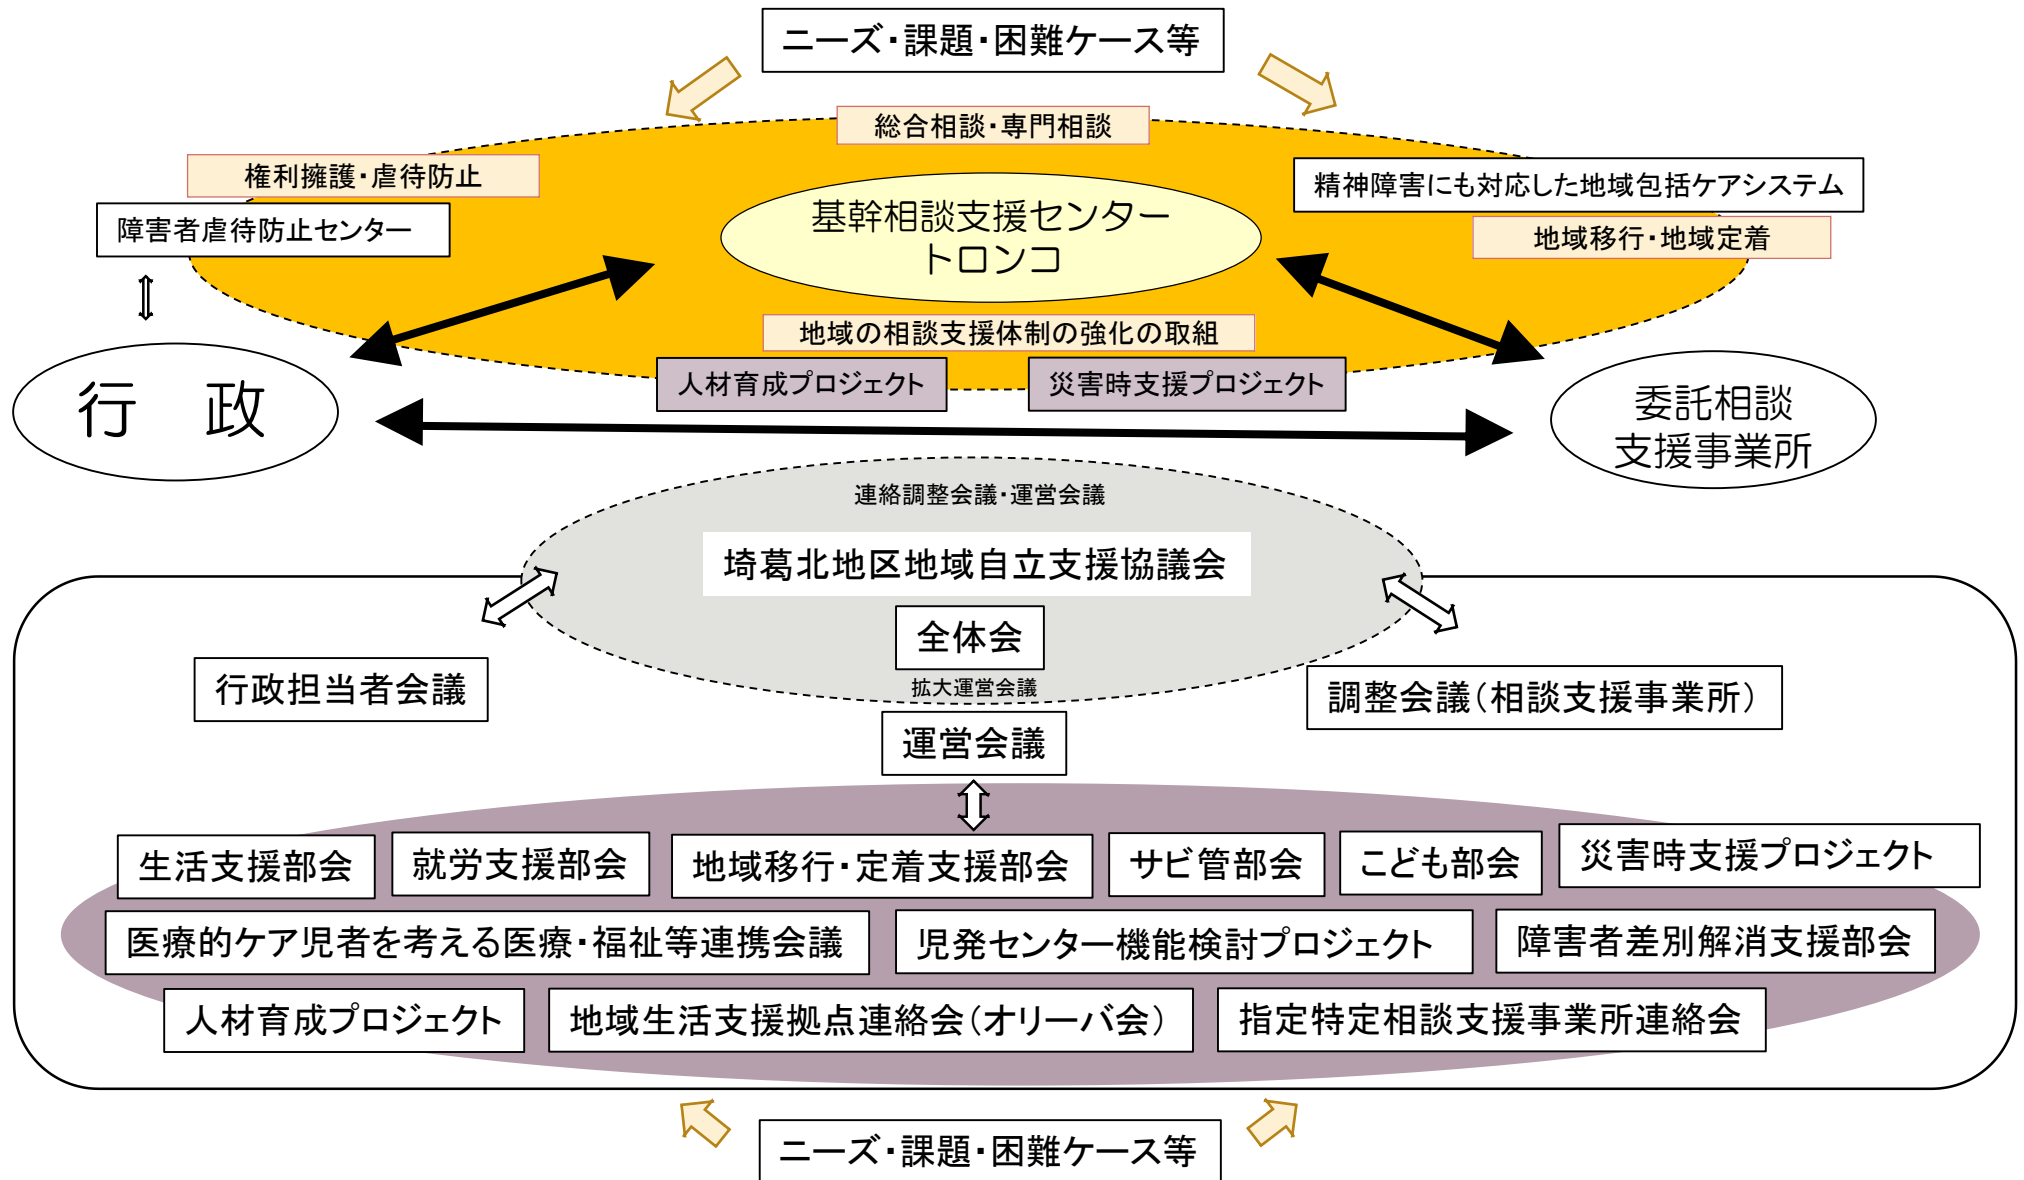 ニーズ・課題・困難ケース等
総合相談・専門相談
権利擁護・虐待防止
精神障害にも対応した地域包括ケアシステム
障害者虐待防止センター
基幹相談支援センター
トロンコ
地域移行・地域定着
地域の相談支援体制の強化の取組
人材育成プロジェクト
災害時支援プロジェクト
行　政
委託相談
支援事業所
連絡調整会議・運営会議
埼葛北地区地域自立支援協議会
全体会
拡大運営会議
行政担当者会議
調整会議（相談支援事業所）
運営会議
生活支援部会
就労支援部会
地域移行・定着支援部会
サビ管部会
こども部会
災害時支援プロジェクト
医療的ケア児者を考える医療・福祉等連携会議
児発センター機能検討プロジェクト
障害者差別解消支援部会
人材育成プロジェクト
地域生活支援拠点連絡会（オリーバ会）
指定特定相談支援事業所連絡会
ニーズ・課題・困難ケース等